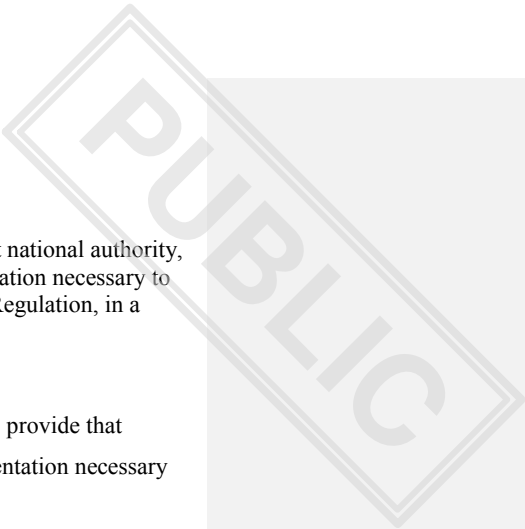 PUBLIC
t national authority,
ation necessary to
Regulation, in a
provide that
entation necessary